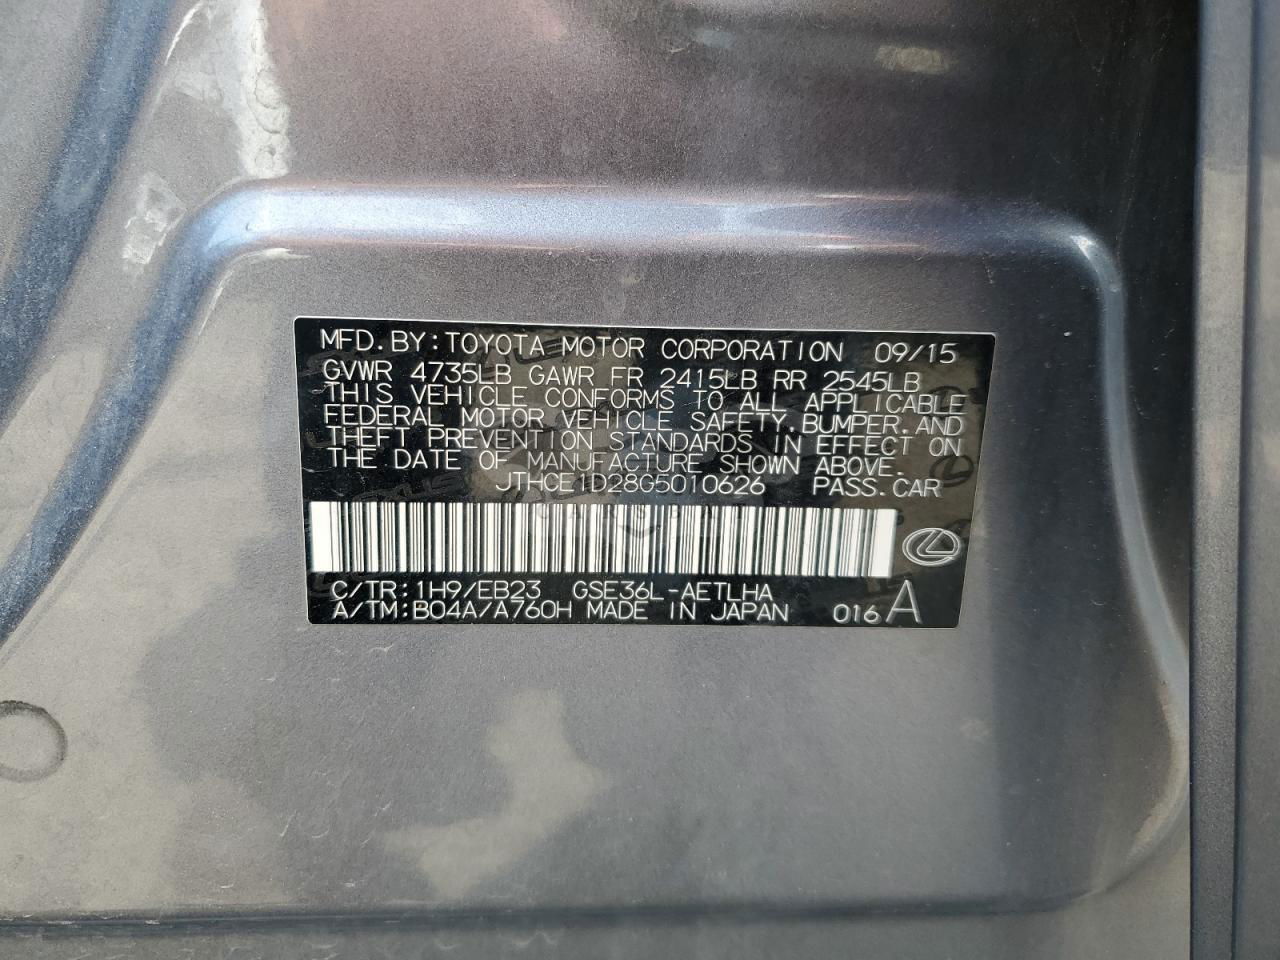 MFD.BY:TOYOTA MOTOR CORPORATION 09/15
GVWR 4735LB GAWR FR 2415LB RR 2545LB
THIS VEHICLE CONFORMS TO ALL APPLICABLE
FEDERAL MOTOR VEHICLE SAFETY,BUMPER,AND
THEFT PREVENTION STANDARDS IN EFFECT ON
THE DATE OF MANUFACTURE SHOWN ABOVE.
JTHCE1D28G5010626 PASS.CAR
C/TR:1H9/EB23 GSE36L-AETLHA
A/TM:B04A/A760H MADE IN JAPAN 016 A